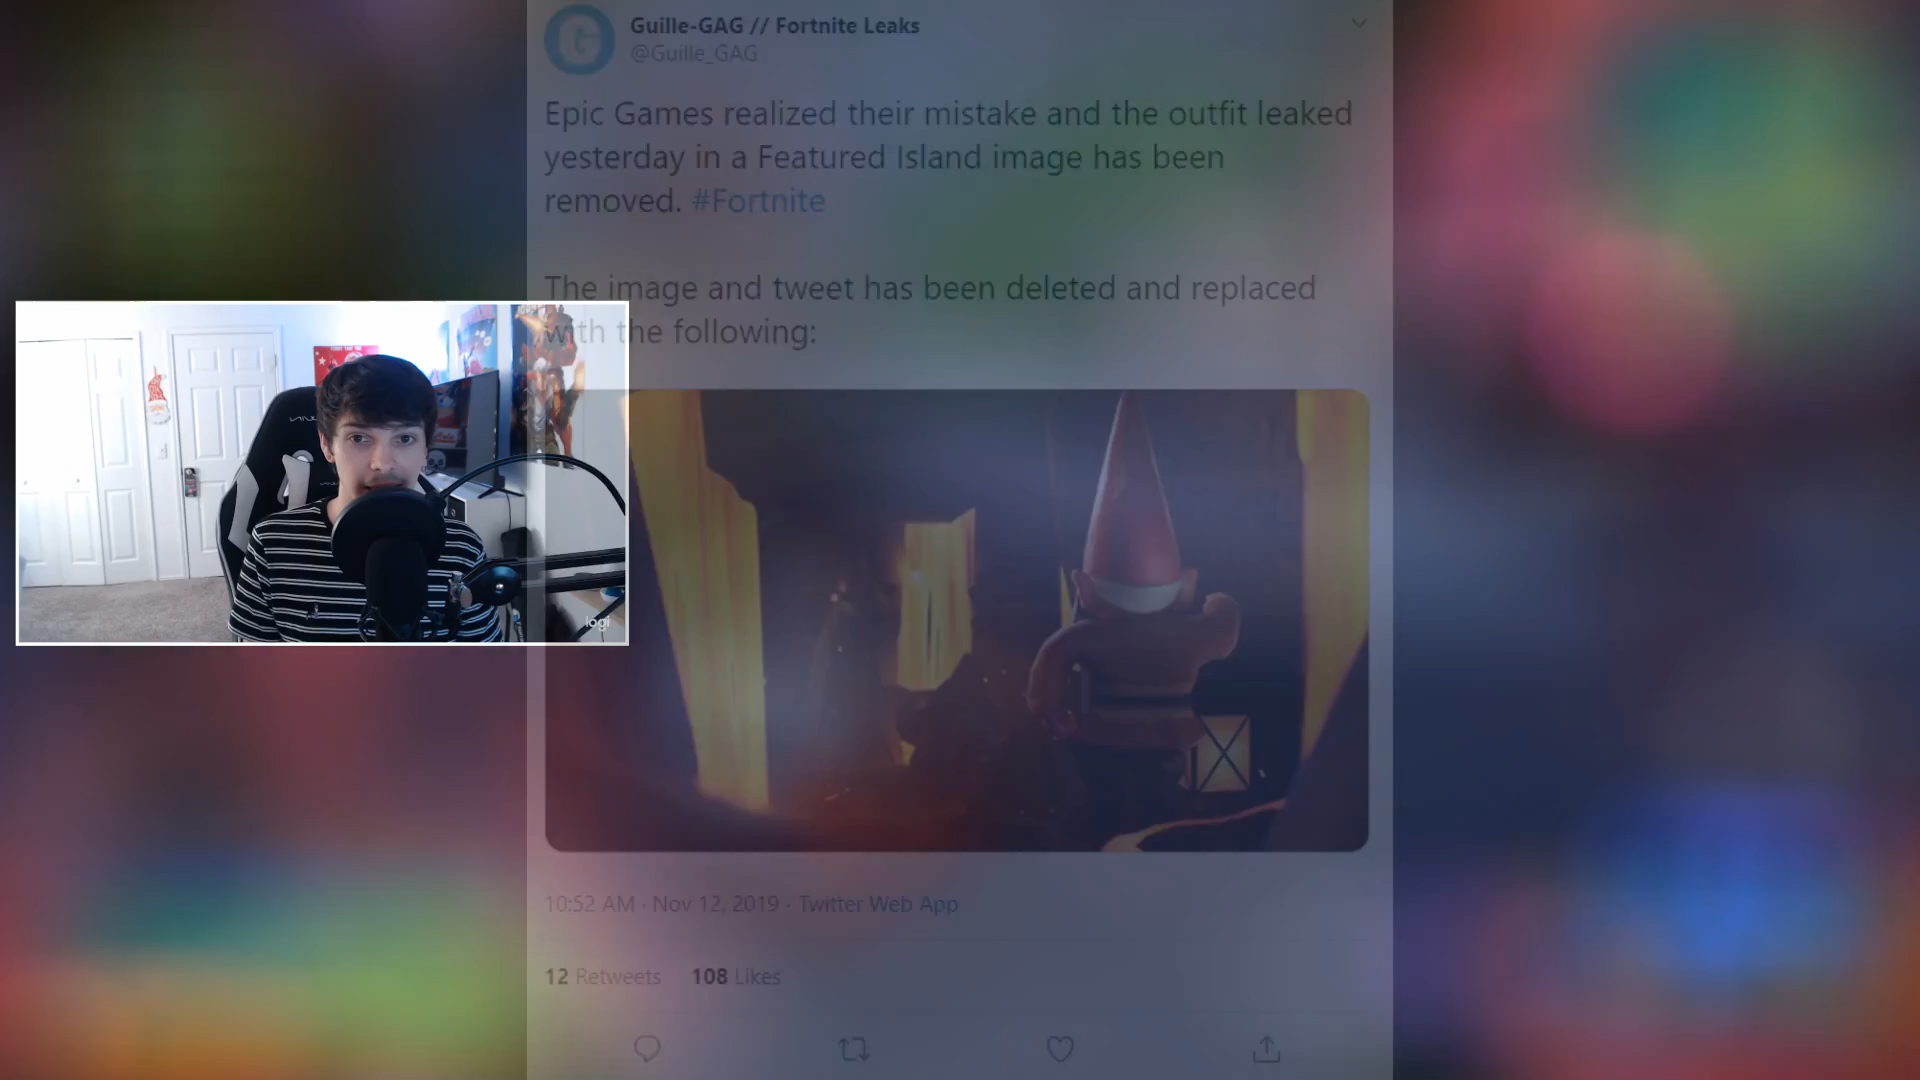 Guille-GAG // Fortnite Leaks
@Guille_GAG
Epic Games realized their mistake and the outfit leaked
yesterday in a Featured Island image has been
removed. #Fortnite
The image and tweet has been deleted and replaced
with the following:
logi
10:52 AM · Nov 12, 2019 · Twitter Web App
12 Retweets 108 Likes